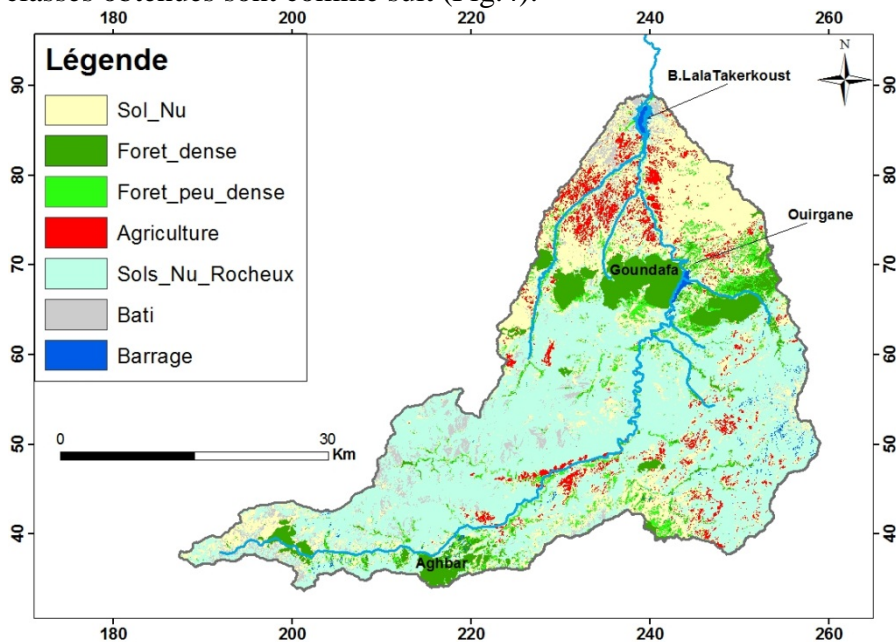 classes obtenues sont comme suit (Fig.4):
200 220 240 260
Légende
Sol_Nu
Foret_dense
Foret_peu_dense
Agriculture
Sols_Nu_Rocheux
Bati
Barrage
0 30
Km
N
B.LalaTakerkoust
Ouirgane
Goundafa
Aghbar
90
80
70
60
50
40
90
80
70
60
50
40
180 200 220 240 260